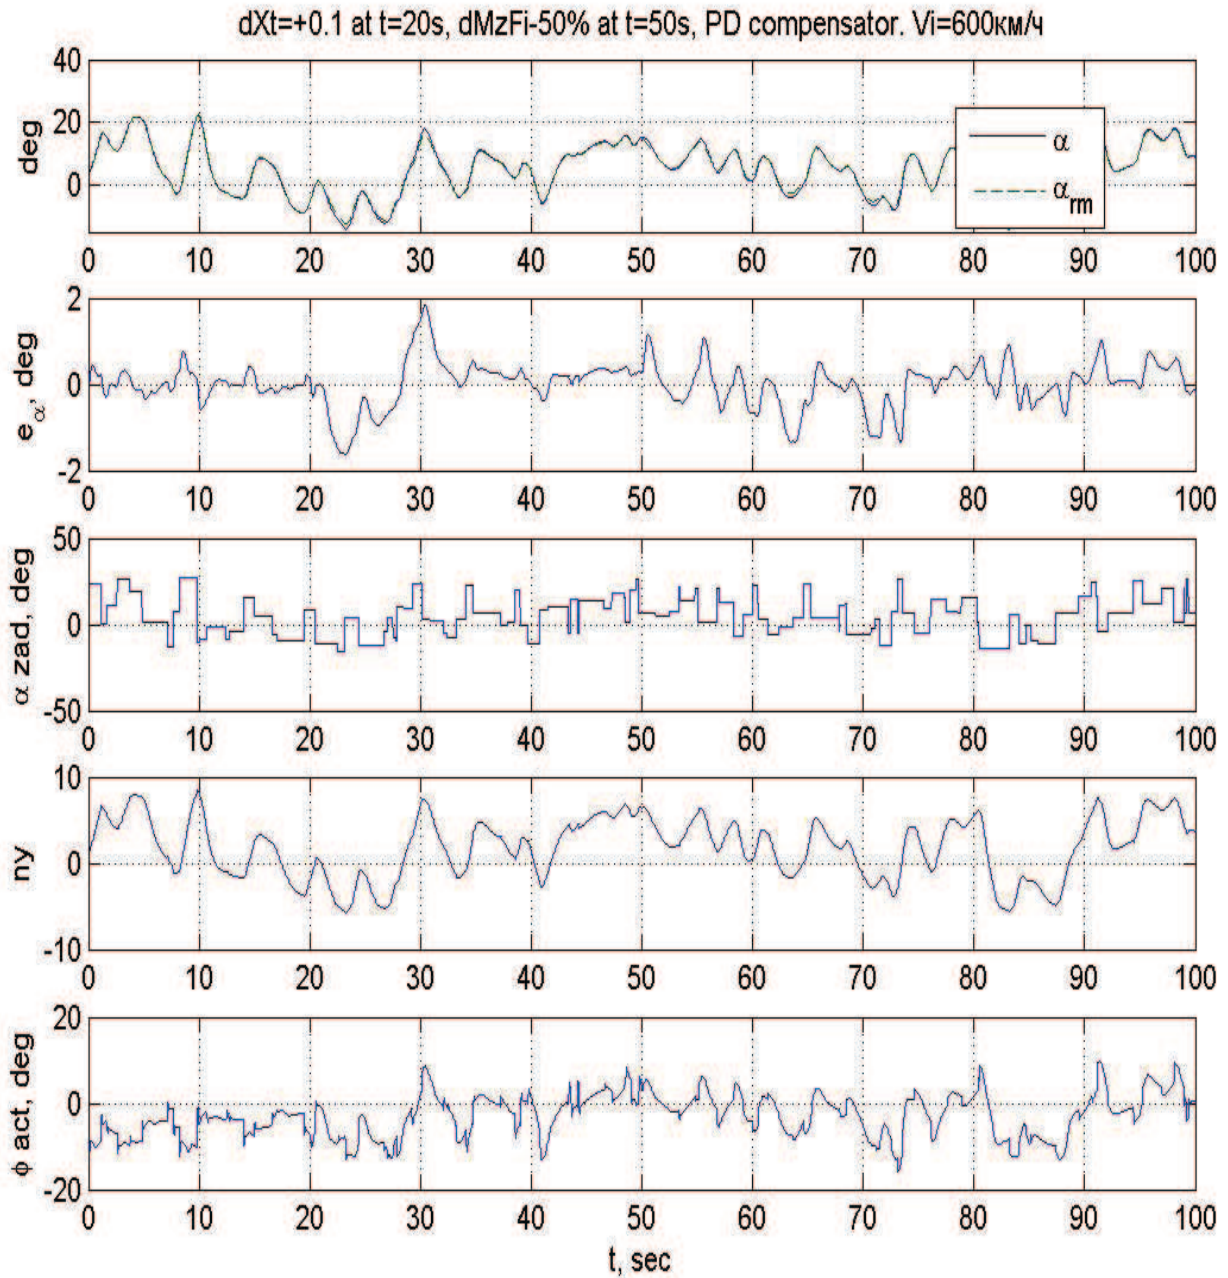 dXt=+0.1 at t=20s, dMzFi-50% at t=50s, PD compensator. Vi=600км/ч
40
20
0
deg
α
α_rm
0 10 20 30 40 50 60 70 80 90 100
2
0
-2
e_α, deg
0 10 20 30 40 50 60 70 80 90 100
50
0
-50
α zad, deg
0 10 20 30 40 50 60 70 80 90 100
10
0
-10
ny
0 10 20 30 40 50 60 70 80 90 100
20
0
-20
ϕ act, deg
0 10 20 30 40 50 60 70 80 90 100
t, sec